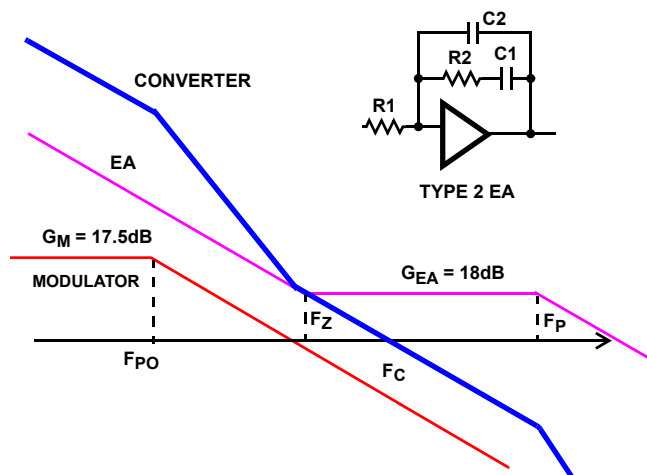 C2
CONVERTER
R2
C1
R1
EA
TYPE 2 EA
GM = 17.5dB
GEA = 18dB
MODULATOR
FZ
FP
FPO
FC